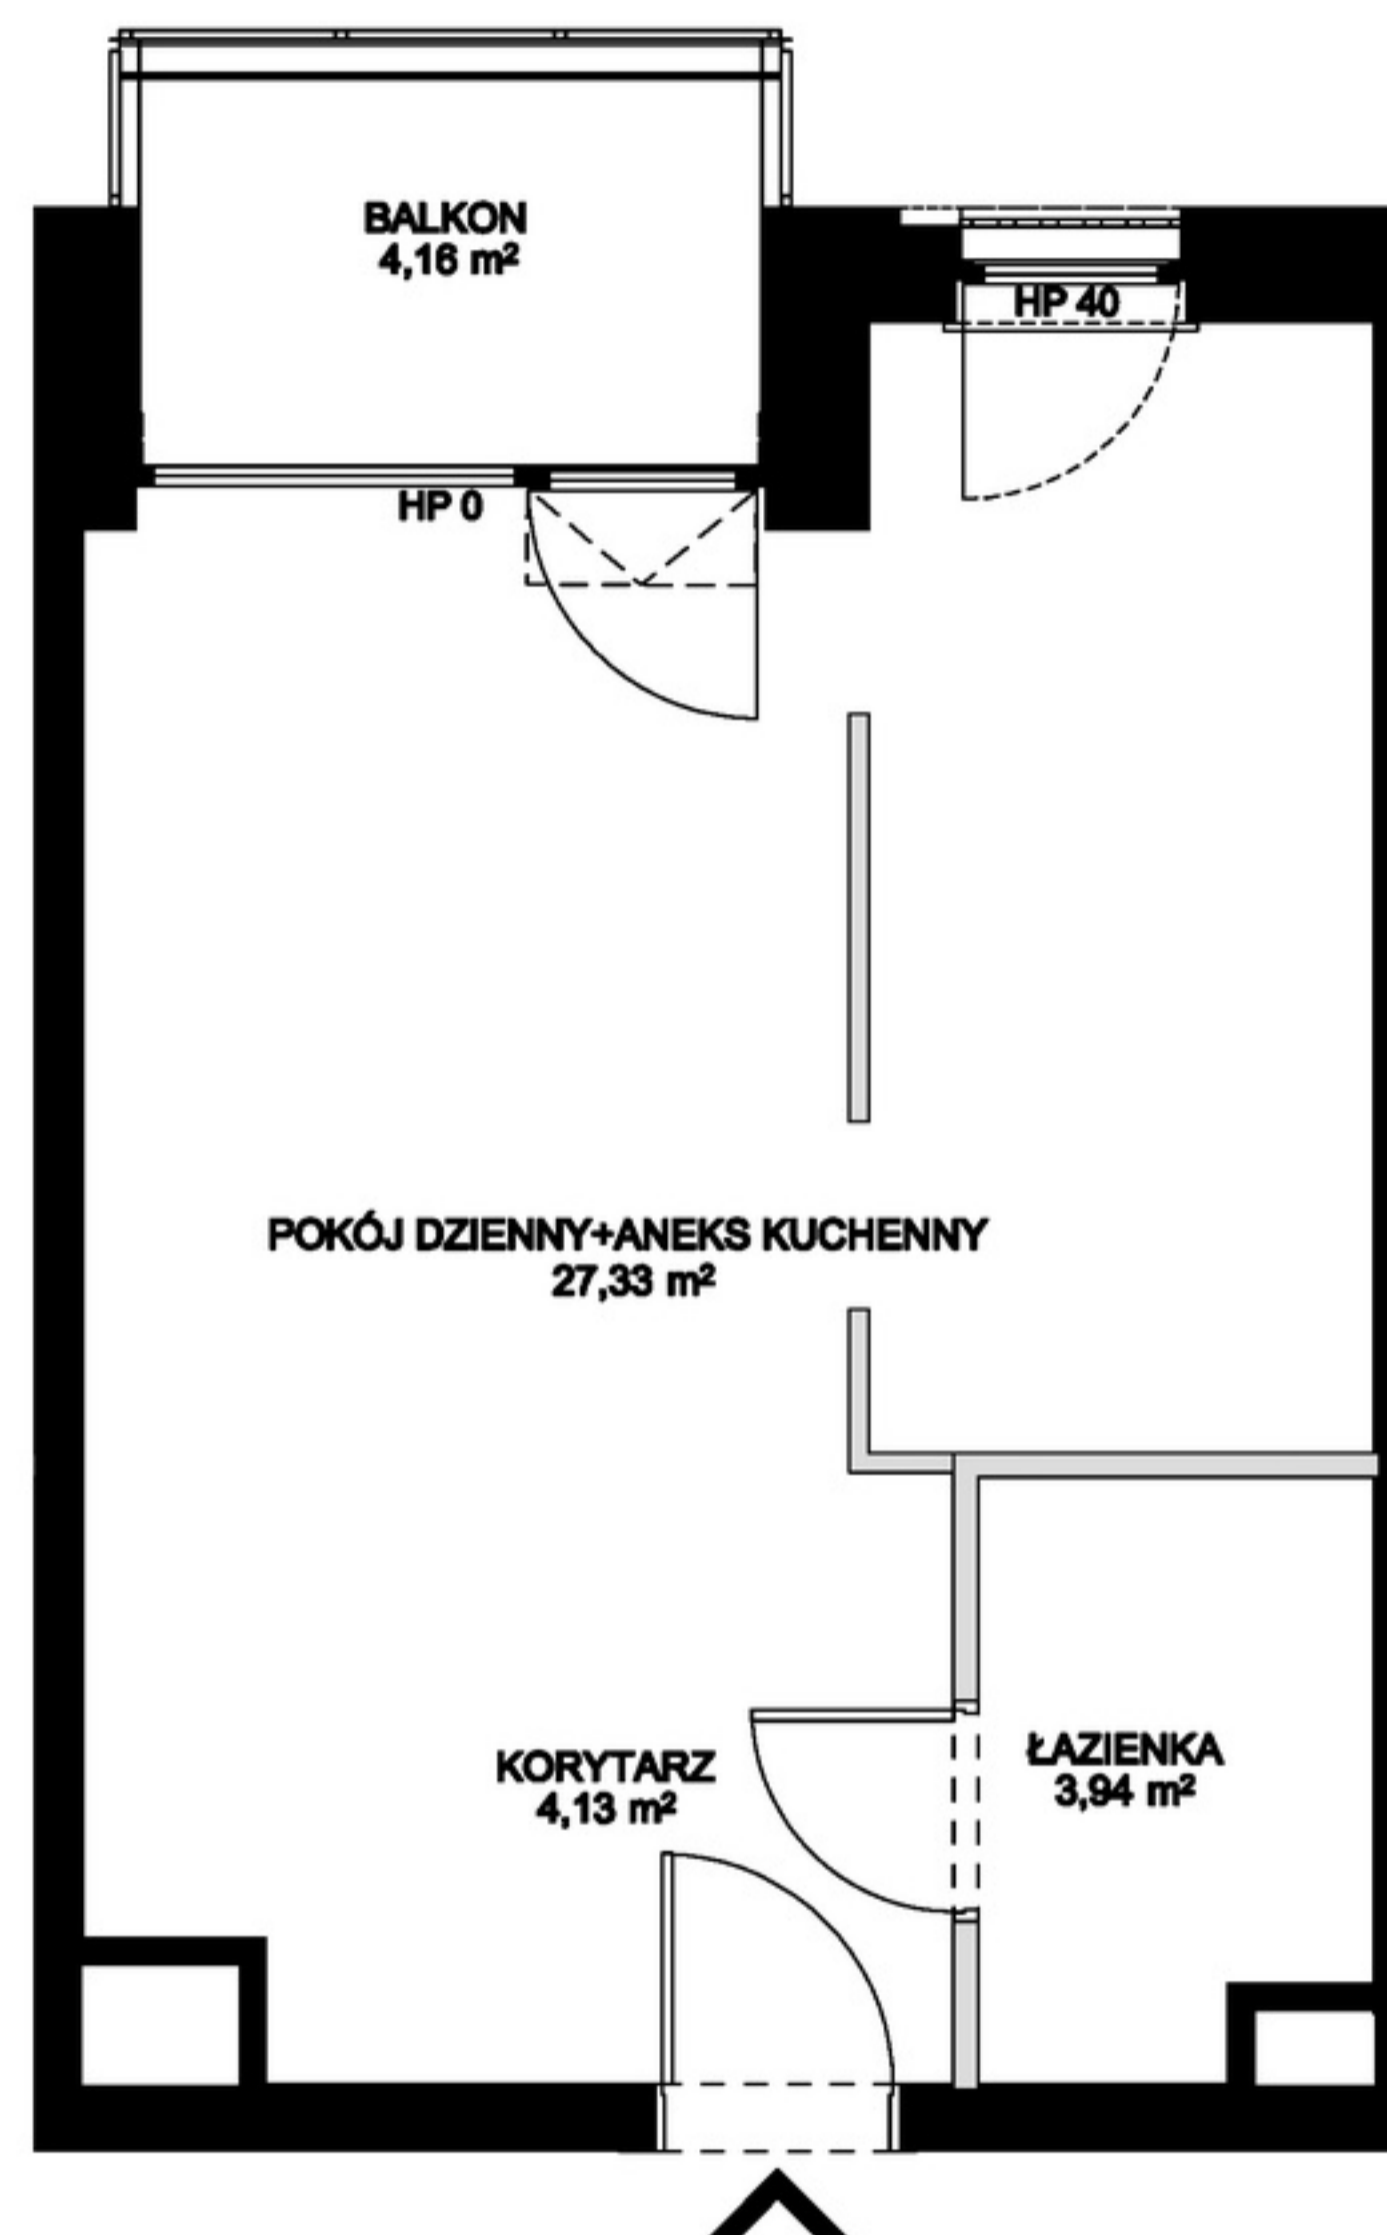 BALKON
4,16 m²
HP 40
HP 0
POKÓJ DZIENNY+ANEKS KUCHENNY
27,33 m²
KORYTARZ
4,13 m²
ŁAZIENKA
3,94 m²